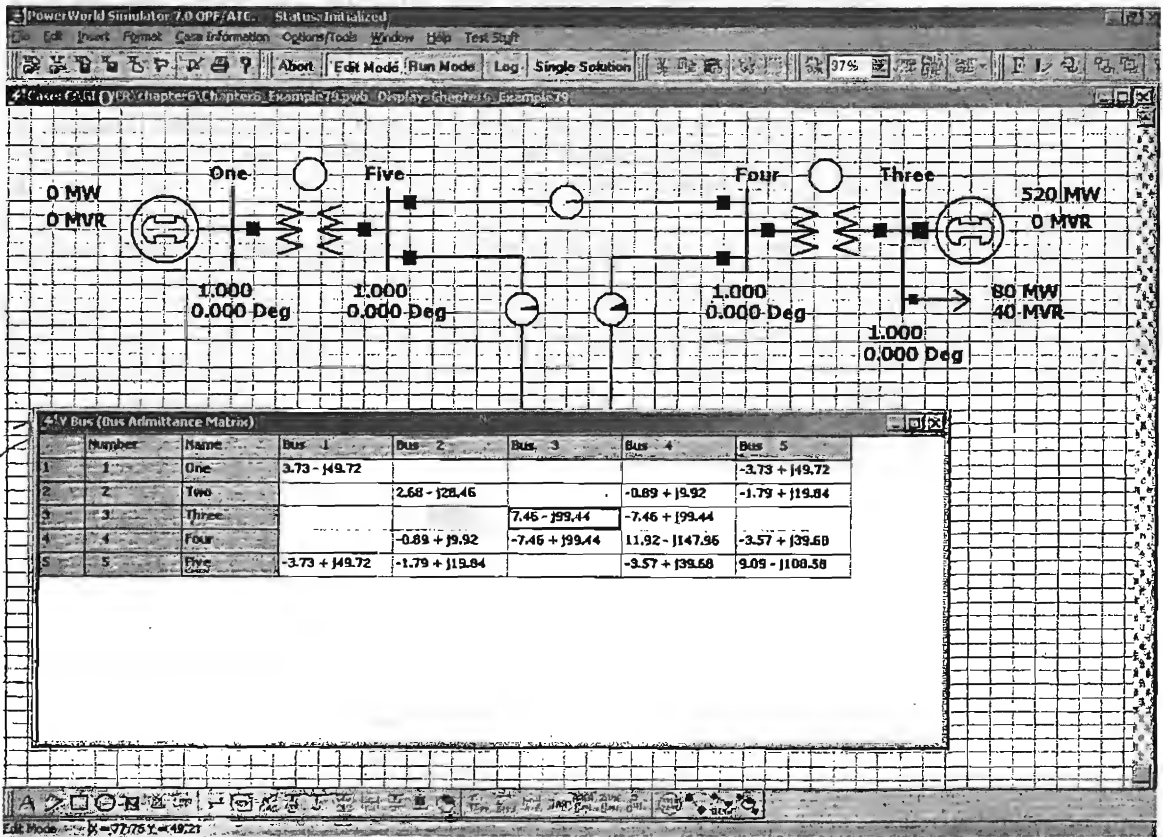 PowerWorld Simulator 7.0 OPF/ATC. Status: Initialized
File Edit Insert Format Case Information Options/Tools Window Help Test Stuff
Abort Edit Mode Run Mode Log Single Solution 37%
Display: Chapter6_Example79
One Five Four Three
0 MW
0 MVR
520 MW
0 MVR
1.000
0.000 Deg
1.000
0.000 Deg
1.000
0.000 Deg
80 MW
40 MVR
1.000
0.000 Deg
Y Bus (Bus Admittance Matrix)
Number Name Bus 1 Bus 2 Bus 3 Bus 4 Bus 5
1 1 One 3.73 - j49.72 -3.73 + j49.72
2 2 Two 2.68 - j28.46 -0.89 + j9.92 -1.79 + j19.84
3 3 Three 7.46 - j99.44 -7.46 + j99.44
4 4 Four -0.89 + j9.92 -7.46 + j99.44 11.92 - j147.96 -3.57 + j39.68
5 5 Five -3.73 + j49.72 -1.79 + j19.84 -3.57 + j39.68 9.09 - j108.58
Edit Mode